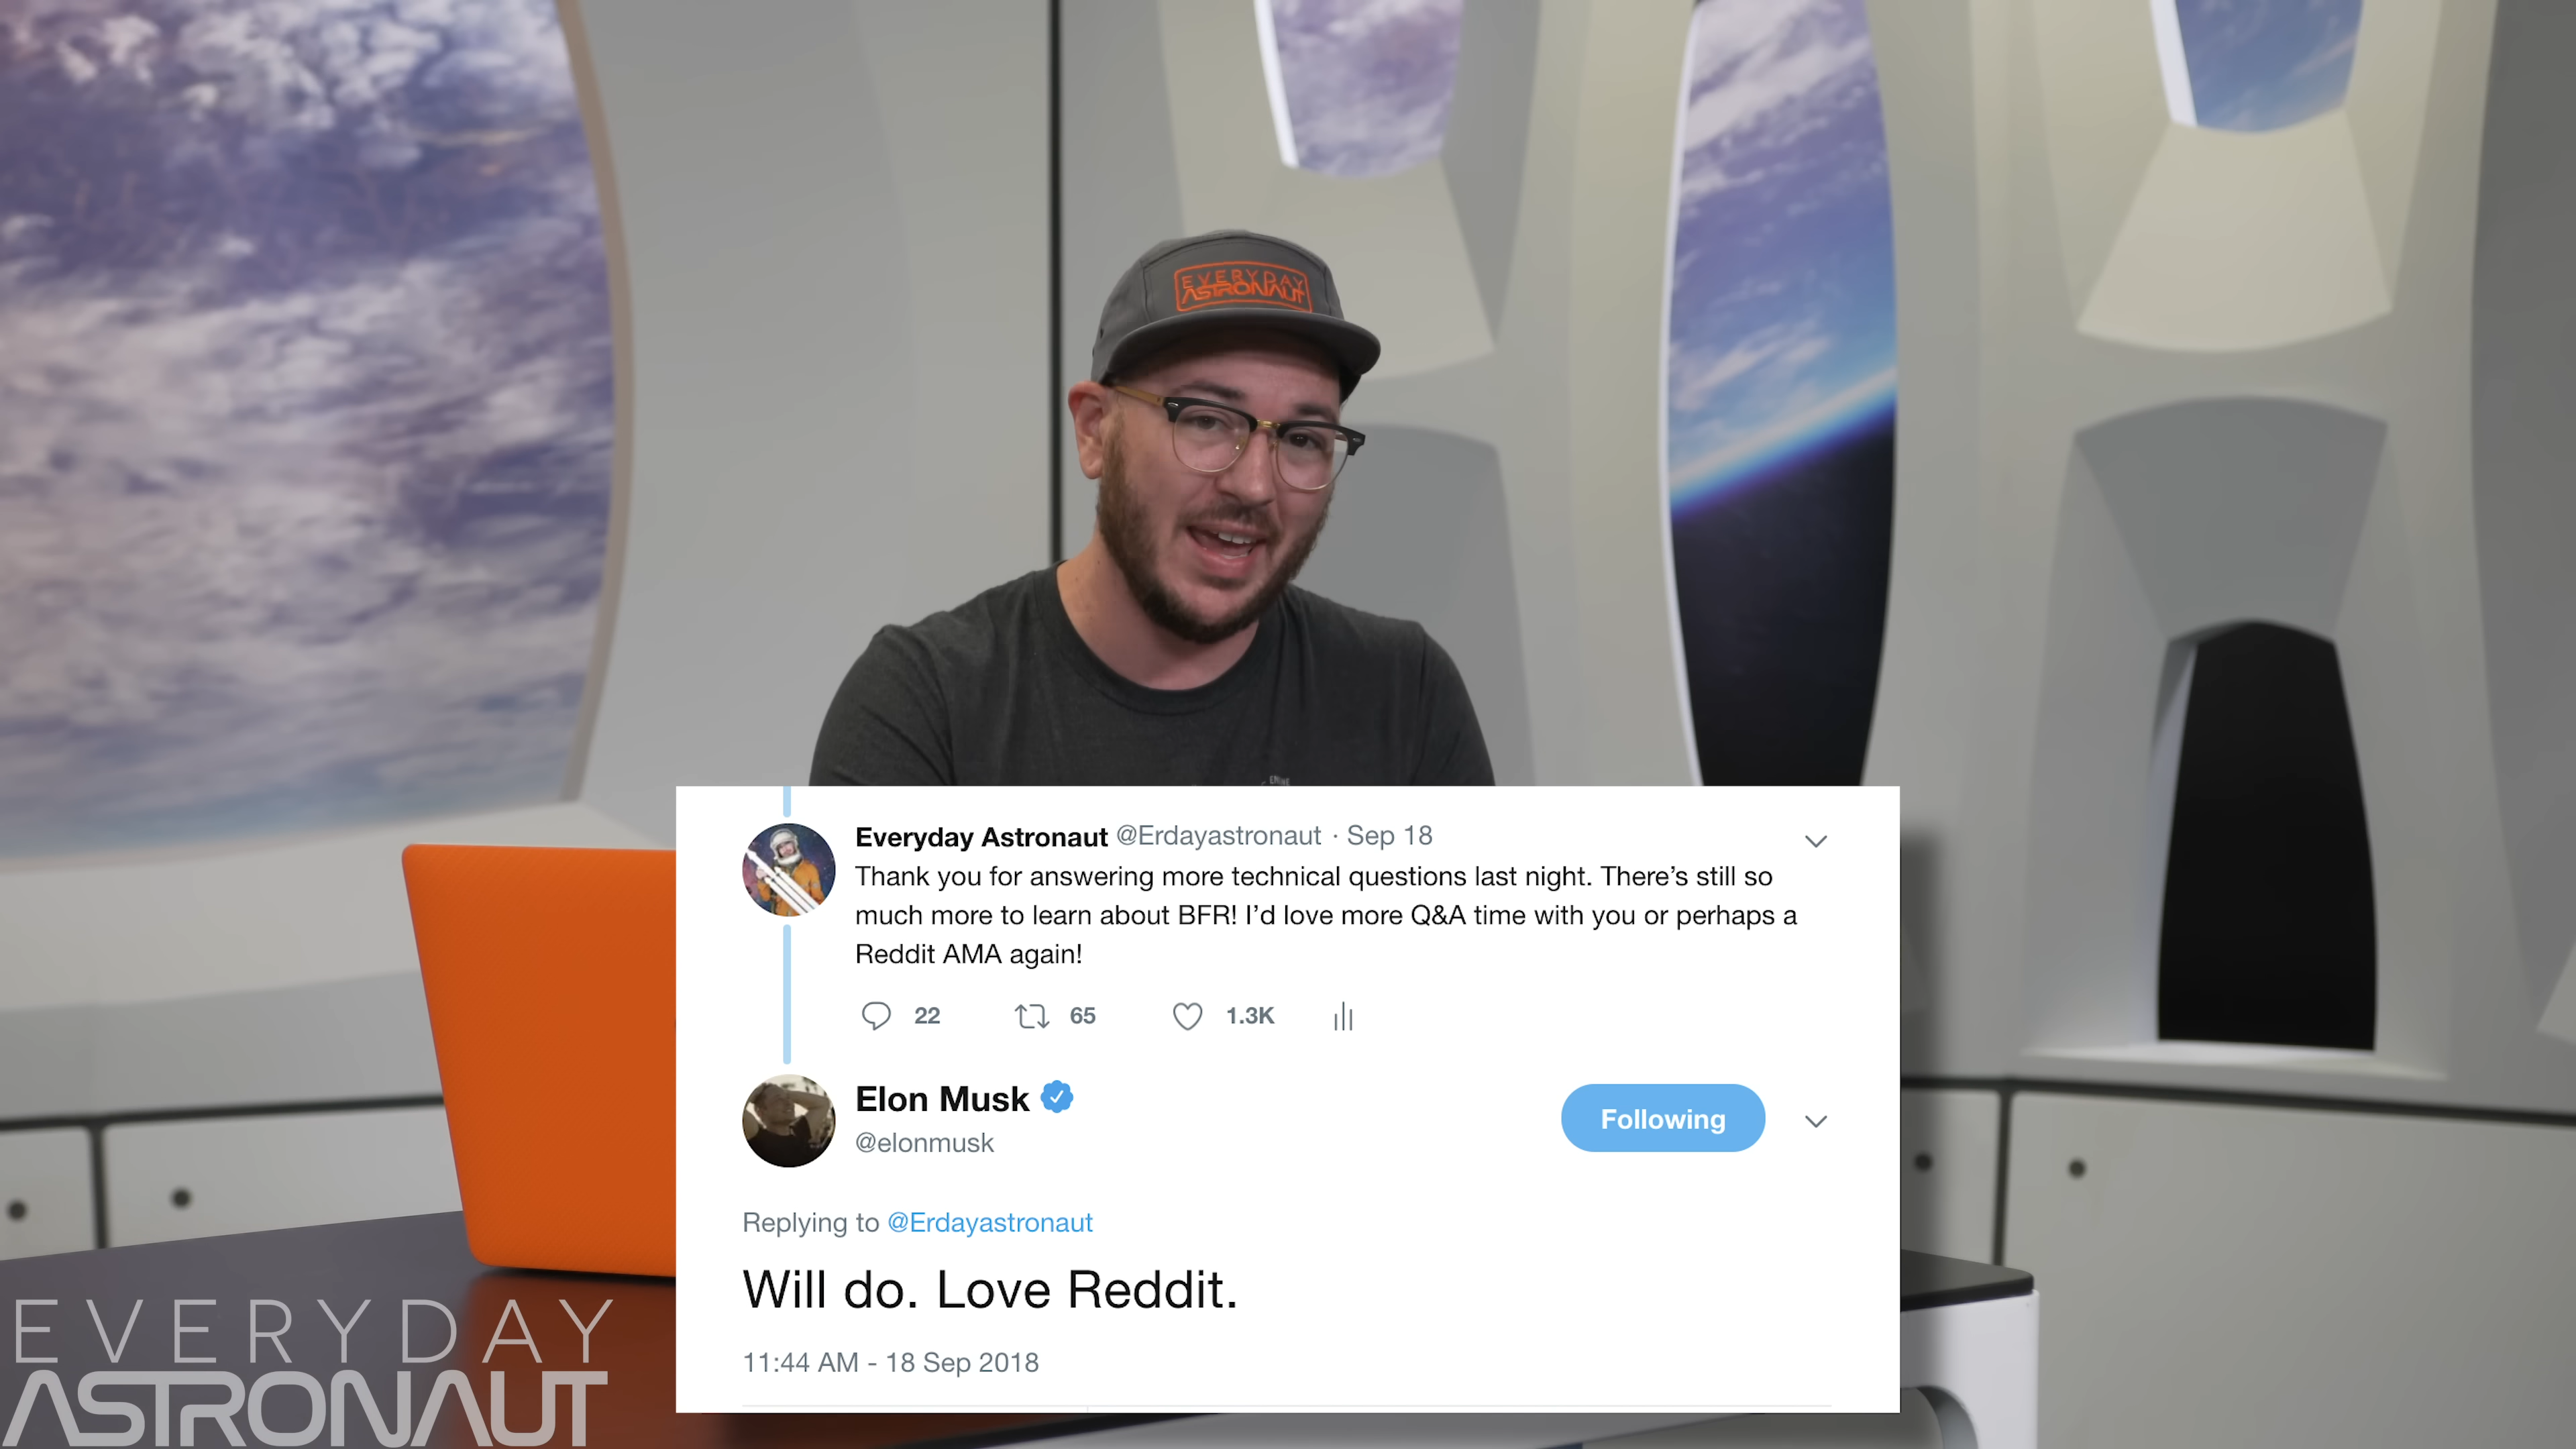 EVERYDAY
ASTRONAUT
Everyday Astronaut @Erdayastronaut · Sep 18
Thank you for answering more technical questions last night. There’s still so
much more to learn about BFR! I’d love more Q&A time with you or perhaps a
Reddit AMA again!
22 65 1.3K
Elon Musk
@elonmusk
Following
Replying to @Erdayastronaut
Will do. Love Reddit.
11:44 AM - 18 Sep 2018
EVERYDAY
ASTRONAUT